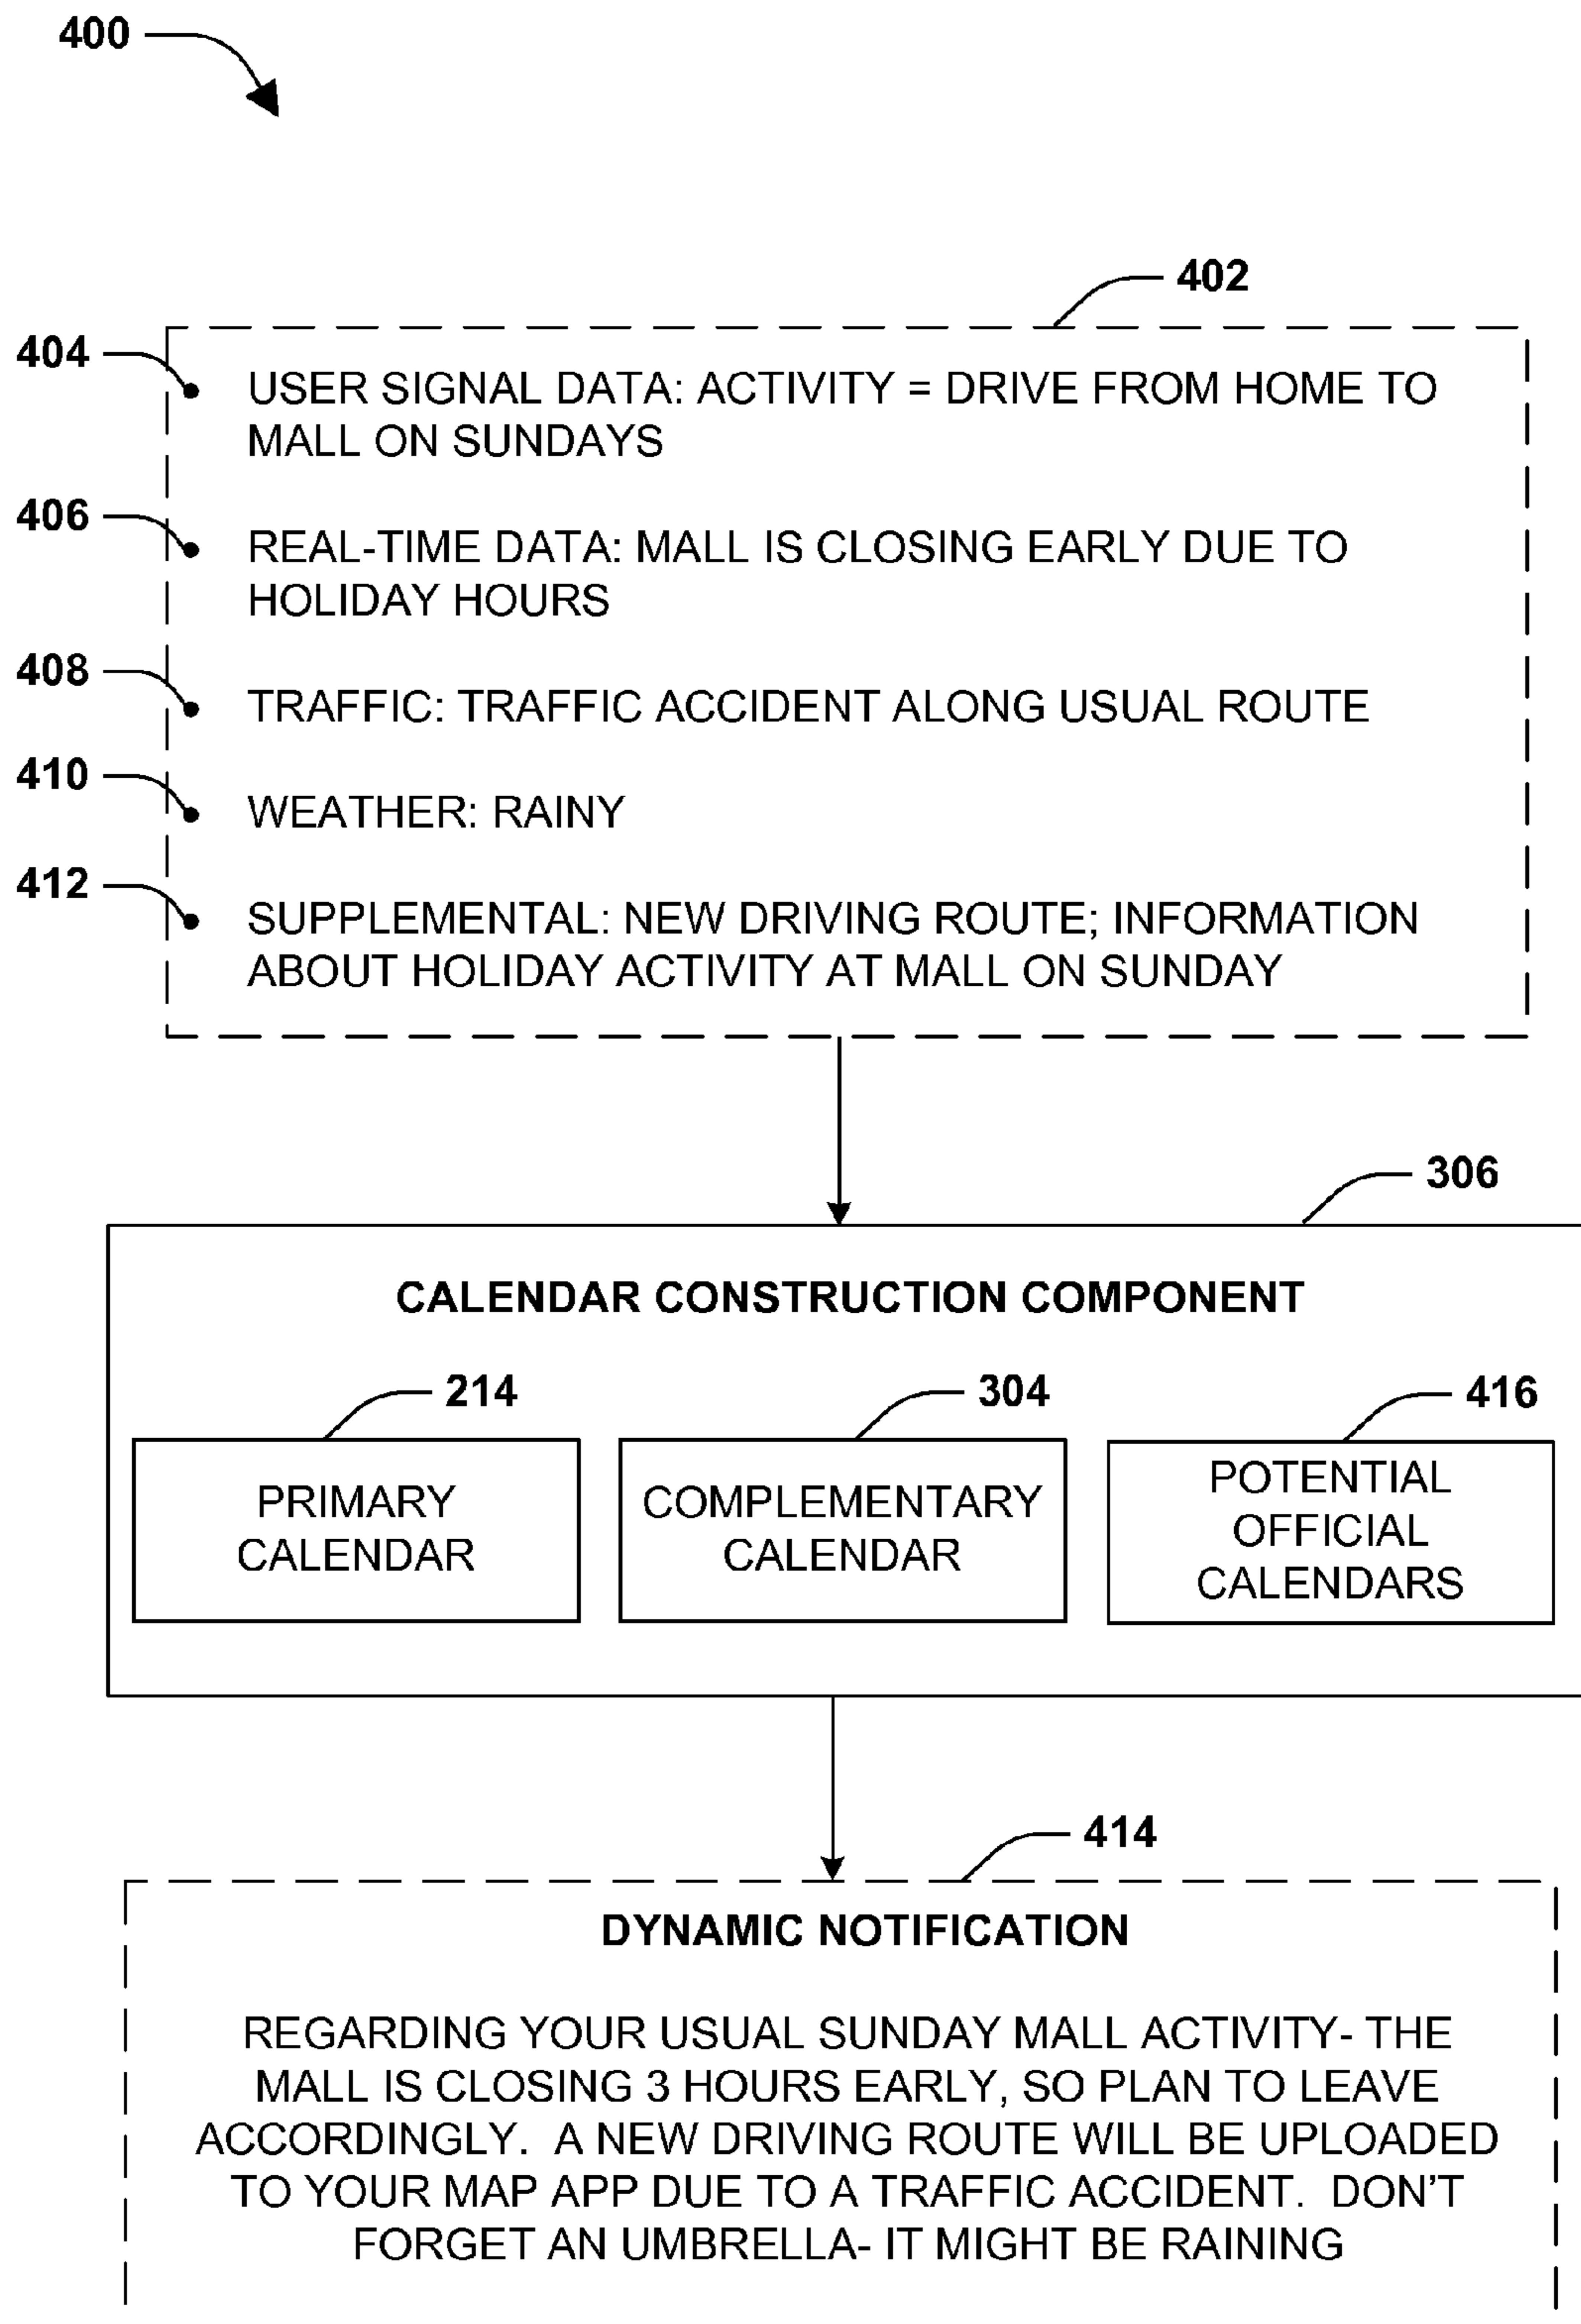 400
402
404
USER SIGNAL DATA: ACTIVITY = DRIVE FROM HOME TO
MALL ON SUNDAYS
406
REAL-TIME DATA: MALL IS CLOSING EARLY DUE TO
HOLIDAY HOURS
408
TRAFFIC: TRAFFIC ACCIDENT ALONG USUAL ROUTE
410
WEATHER: RAINY
412
SUPPLEMENTAL: NEW DRIVING ROUTE; INFORMATION
ABOUT HOLIDAY ACTIVITY AT MALL ON SUNDAY
306
CALENDAR CONSTRUCTION COMPONENT
214
PRIMARY
CALENDAR
304
COMPLEMENTARY
CALENDAR
416
POTENTIAL
OFFICIAL
CALENDARS
414
DYNAMIC NOTIFICATION
REGARDING YOUR USUAL SUNDAY MALL ACTIVITY- THE
MALL IS CLOSING 3 HOURS EARLY, SO PLAN TO LEAVE
ACCORDINGLY.  A NEW DRIVING ROUTE WILL BE UPLOADED
TO YOUR MAP APP DUE TO A TRAFFIC ACCIDENT.  DON'T
FORGET AN UMBRELLA- IT MIGHT BE RAINING